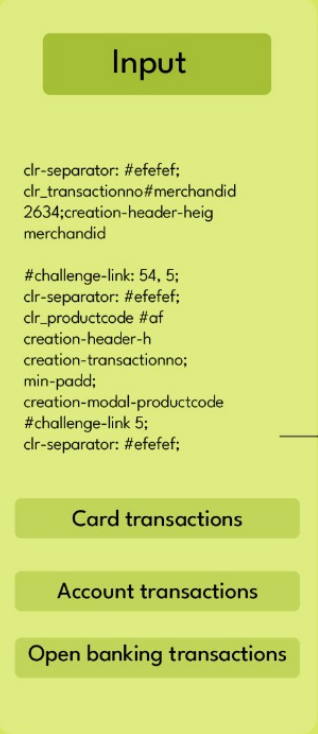 Input
clr-separator: #efefef;
clr_transactionno#merchandid
2634;creation-header-heig
merchandid
#challenge-link: 54, 5;
clr-separator: #efefef;
clr_productcode #af
creation-header-h
creation-transactionno;
min-padd;
creation-modal-productcode
#challenge-link 5;
clr-separator: #efefef;
Card transactions
Account transactions
Open banking transactions